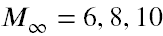 M∞ = 6, 8, 10